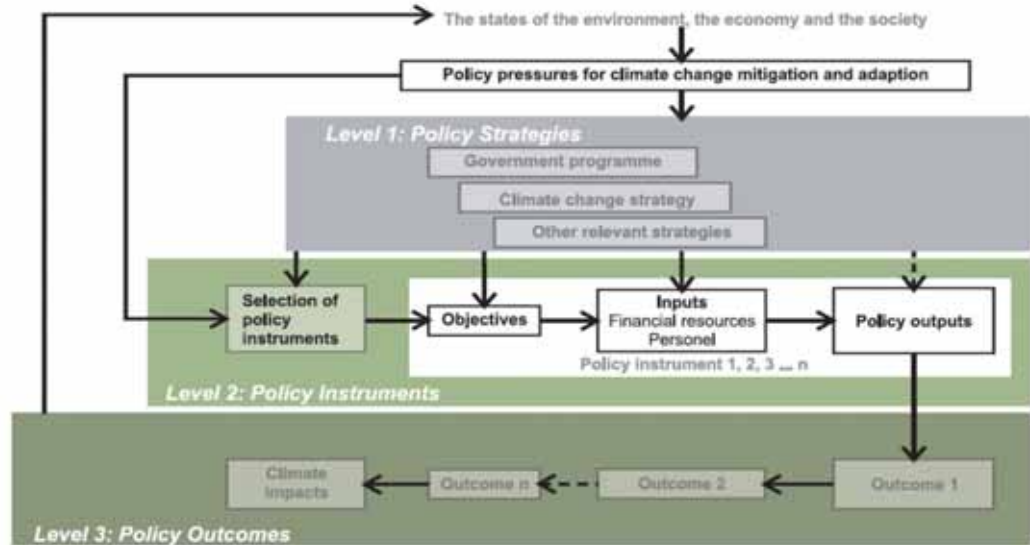 The states of the environment, the economy and the society
Policy pressures for climate change mitigation and adaption
Level 1: Policy Strategies
Government programme
Climate change strategy
Other relevant strategies
Selection of
policy
instruments
Objectives
Inputs
Financial resources
Personel
Policy outputs
Policy instrument 1, 2, 3 ... n
Level 2: Policy Instruments
Climate
impacts
Outcome n
Outcome 2
Outcome 1
Level 3: Policy Outcomes